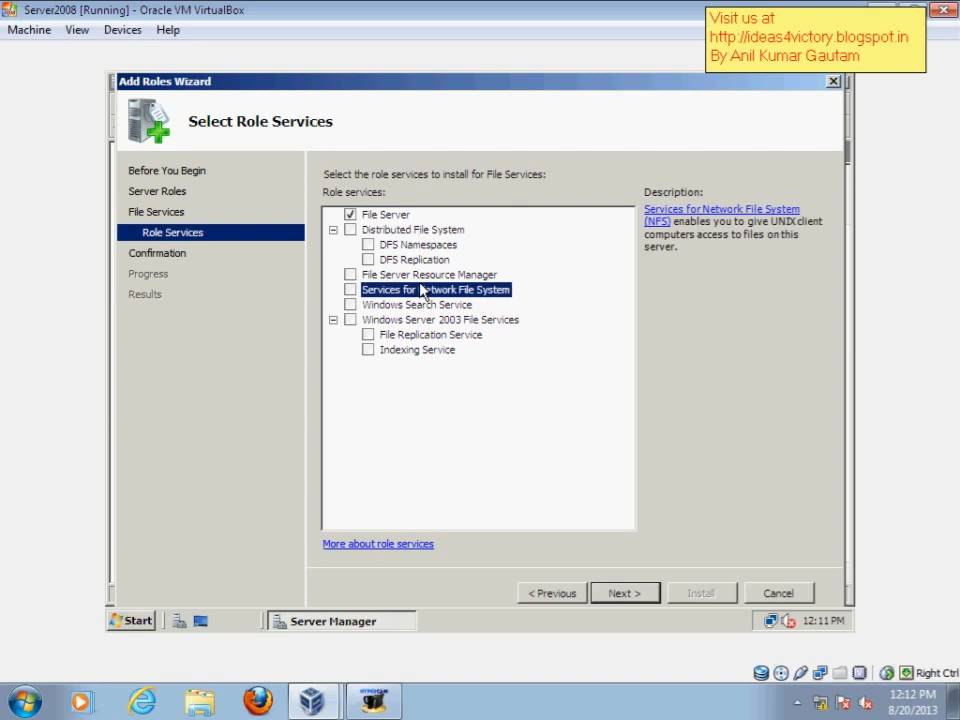 Server2008 [Running] - Oracle VM VirtualBox
Machine View Devices Help
Visit us at
http://ideas4victory.blogspot.in
By Anil Kumar Gautam
Add Roles Wizard
Select Role Services
Before You Begin
Server Roles
File Services
Role Services
Confirmation
Progress
Results
Select the role services to install for File Services:
Role services:
File Server
Distributed File System
DFS Namespaces
DFS Replication
File Server Resource Manager
Services for Network File System
Windows Search Service
Windows Server 2003 File Services
File Replication Service
Indexing Service
More about role services
Description:
Services for Network File System
(NFS) enables you to give UNIX client
computers access to files on this
server.
< Previous Next > Install Cancel
Start Server Manager 12:11 PM
Right Ctrl
HYPERCAM
12:12 PM
8/20/2013